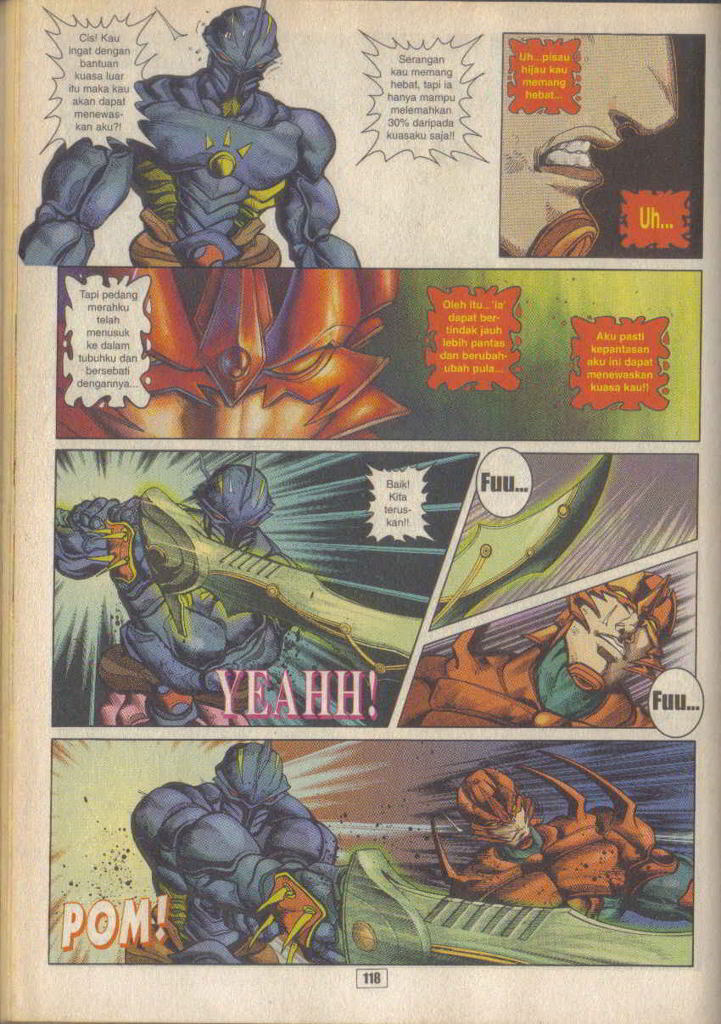 Cis! Kau
ingat dengan
bantuan
kuasa luar
itu maka kau
akan dapat
menewas-
kan aku?!
Serangan
kau memang
hebat, tapi ia
hanya mampu
melemahkan
30% daripada
kuasaku saja!!
Uh...pisau
hijau kau
memang
hebat...
Uh...
Tapi pedang
merahku
telah
menusuk
ke dalam
tubuhku dan
bersebati
dengannya...
Oleh itu...'ia'
dapat ber-
tindak jauh
lebih pantas
dan berubah-
ubah pula...
Aku pasti
kepantasan
aku ini dapat
menewaskan
kuasa kau!!
Baik!
Kita
terus-
kan!!
YEAHH!
Fuu...
Fuu...
POM!
118